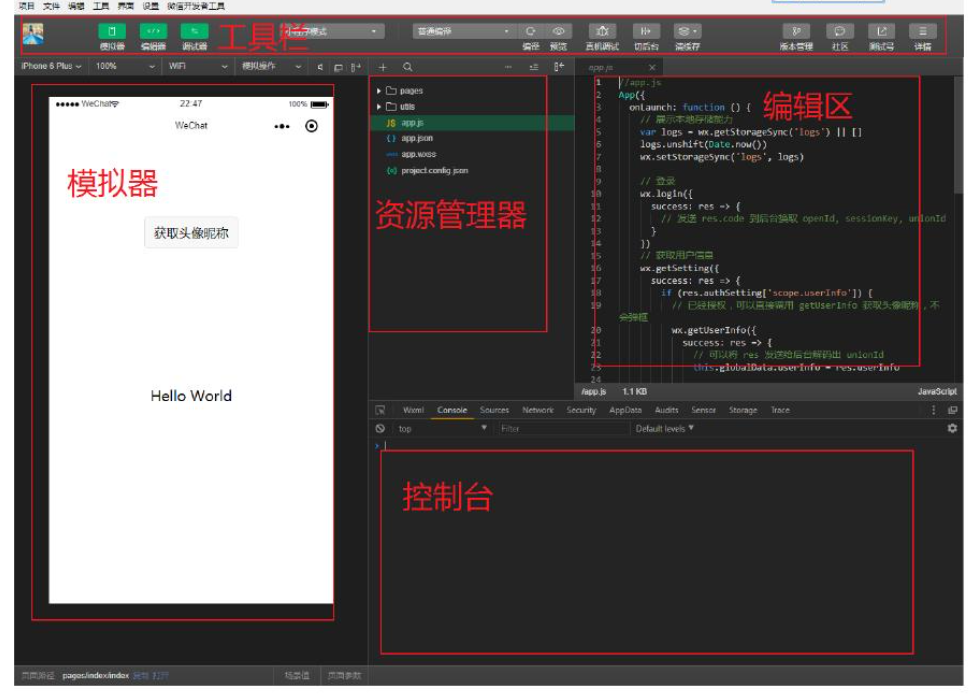 项目 文件 编辑 工具 界面 设置 微信开发者工具
模拟器 编辑器 调试器 工具栏 小程序模式 普通编译 编译 预览 真机调试 切后台 清缓存 版本管理 社区 测试号 详情
iPhone 6 Plus 100% WiFi 模拟操作
WeChat 22:47 100%
WeChat
模拟器
获取头像昵称
Hello World
pages
utils
JS app.js
{ } app.json
app.wxss
{o} project.config.json
资源管理器
app.js
编辑区
1 //app.js
2 App({
3 onLaunch: function () {
4 // 展示本地存储能力
5 var logs = wx.getStorageSync('logs') || []
6 logs.unshift(Date.now())
7 wx.setStorageSync('logs', logs)
8
9 // 登录
10 wx.login({
11 success: res => {
12 // 发送 res.code 到后台换取 openId, sessionKey, unionId
13 }
14 })
15 // 获取用户信息
16 wx.getSetting({
17 success: res => {
18 if (res.authSetting['scope.userInfo']) {
19 // 已经授权，可以直接调用 getUserInfo 获取头像昵称，不
会弹框
20 wx.getUserInfo({
21 success: res => {
22 // 可以将 res 发送给后台解码出 unionId
23 this.globalData.userInfo = res.userInfo
24
/app.js 1.1 KB JavaScript
Wxml Console Sources Network Security AppData Audits Sensor Storage Trace
top Filter Default levels
控制台
页面路径 pages/index/index 复制 打开 场景值 页面参数